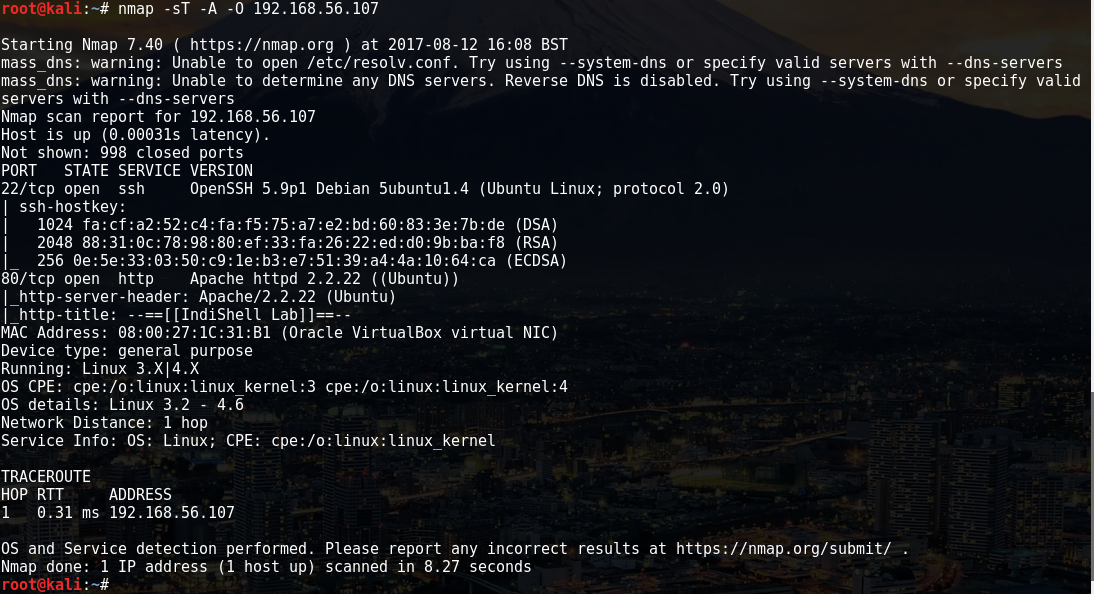 root@kali:~# nmap -sT -A -O 192.168.56.107
Starting Nmap 7.40 ( https://nmap.org ) at 2017-08-12 16:08 BST
mass_dns: warning: Unable to open /etc/resolv.conf. Try using --system-dns or specify valid servers with --dns-servers
mass_dns: warning: Unable to determine any DNS servers. Reverse DNS is disabled. Try using --system-dns or specify valid
servers with --dns-servers
Nmap scan report for 192.168.56.107
Host is up (0.00031s latency).
Not shown: 998 closed ports
PORT   STATE SERVICE VERSION
22/tcp open  ssh     OpenSSH 5.9p1 Debian 5ubuntu1.4 (Ubuntu Linux; protocol 2.0)
| ssh-hostkey:
|   1024 fa:cf:a2:52:c4:fa:f5:75:a7:e2:bd:60:83:3e:7b:de (DSA)
|   2048 88:31:0c:78:98:80:ef:33:fa:26:22:ed:d0:9b:ba:f8 (RSA)
|_  256 0e:5e:33:03:50:c9:1e:b3:e7:51:39:a4:4a:10:64:ca (ECDSA)
80/tcp open  http    Apache httpd 2.2.22 ((Ubuntu))
|_http-server-header: Apache/2.2.22 (Ubuntu)
|_http-title: --==[[IndiShell Lab]]==--
MAC Address: 08:00:27:1C:31:B1 (Oracle VirtualBox virtual NIC)
Device type: general purpose
Running: Linux 3.X|4.X
OS CPE: cpe:/o:linux:linux_kernel:3 cpe:/o:linux:linux_kernel:4
OS details: Linux 3.2 - 4.6
Network Distance: 1 hop
Service Info: OS: Linux; CPE: cpe:/o:linux:linux_kernel
TRACEROUTE
HOP RTT     ADDRESS
1   0.31 ms 192.168.56.107
OS and Service detection performed. Please report any incorrect results at https://nmap.org/submit/ .
Nmap done: 1 IP address (1 host up) scanned in 8.27 seconds
root@kali:~#